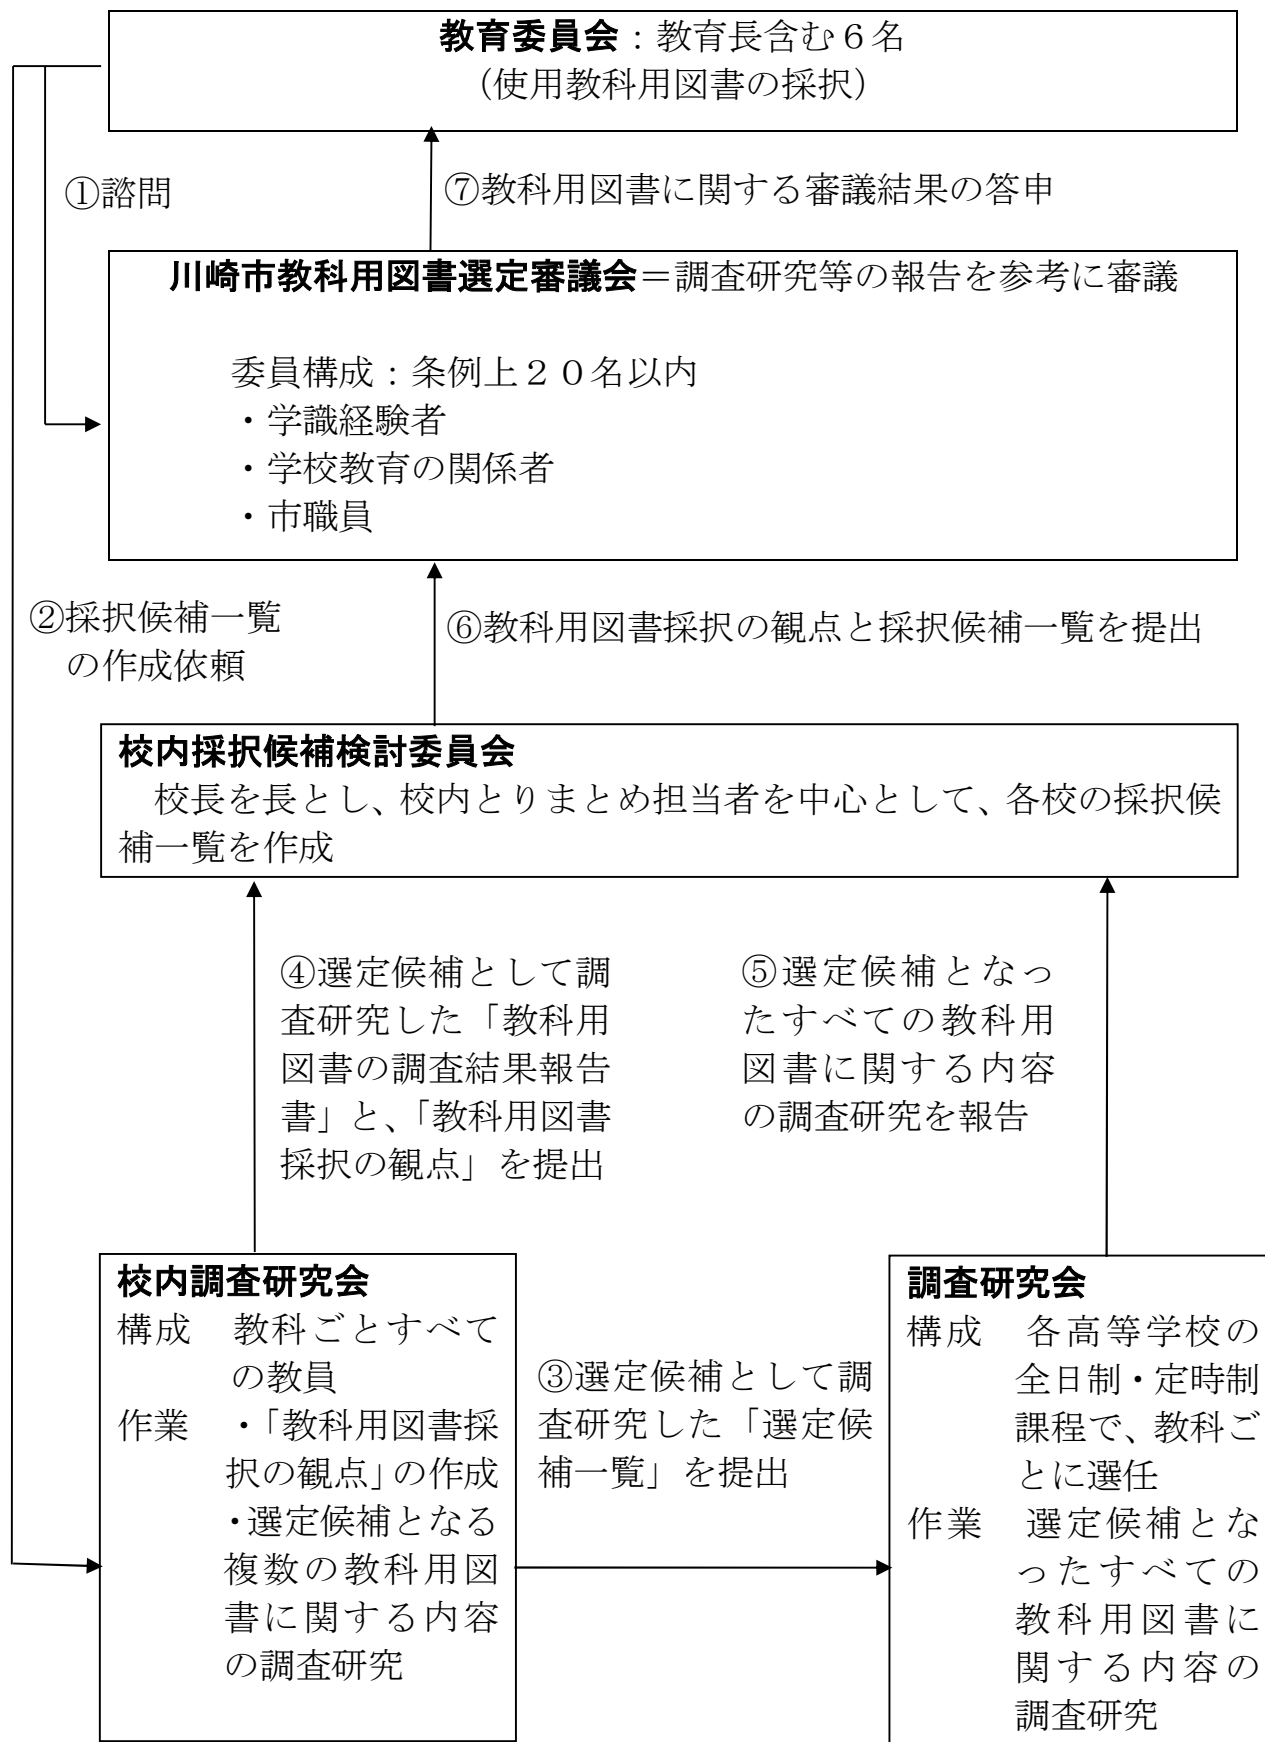 教育委員会：教育長含む６名
（使用教科用図書の採択）
①諮問
⑦教科用図書に関する審議結果の答申
川崎市教科用図書選定審議会＝調査研究等の報告を参考に審議
委員構成：条例上２０名以内
・学識経験者
・学校教育の関係者
・市職員
②採択候補一覧
の作成依頼
⑥教科用図書採択の観点と採択候補一覧を提出
校内採択候補検討委員会
校長を長とし、校内とりまとめ担当者を中心として、各校の採択候
補一覧を作成
④選定候補として調
査研究した「教科用
図書の調査結果報告
書」と、「教科用図書
採択の観点」を提出
⑤選定候補となっ
たすべての教科用
図書に関する内容
の調査研究を報告
校内調査研究会
構成　教科ごとすべて
の教員
作業　・「教科用図書採
択の観点」の作成
・選定候補となる
複数の教科用図
書に関する内容
の調査研究
③選定候補として調
査研究した「選定候
補一覧」を提出
調査研究会
構成　各高等学校の
全日制・定時制
課程で、教科ご
とに選任
作業　選定候補とな
ったすべての
教科用図書に
関する内容の
調査研究